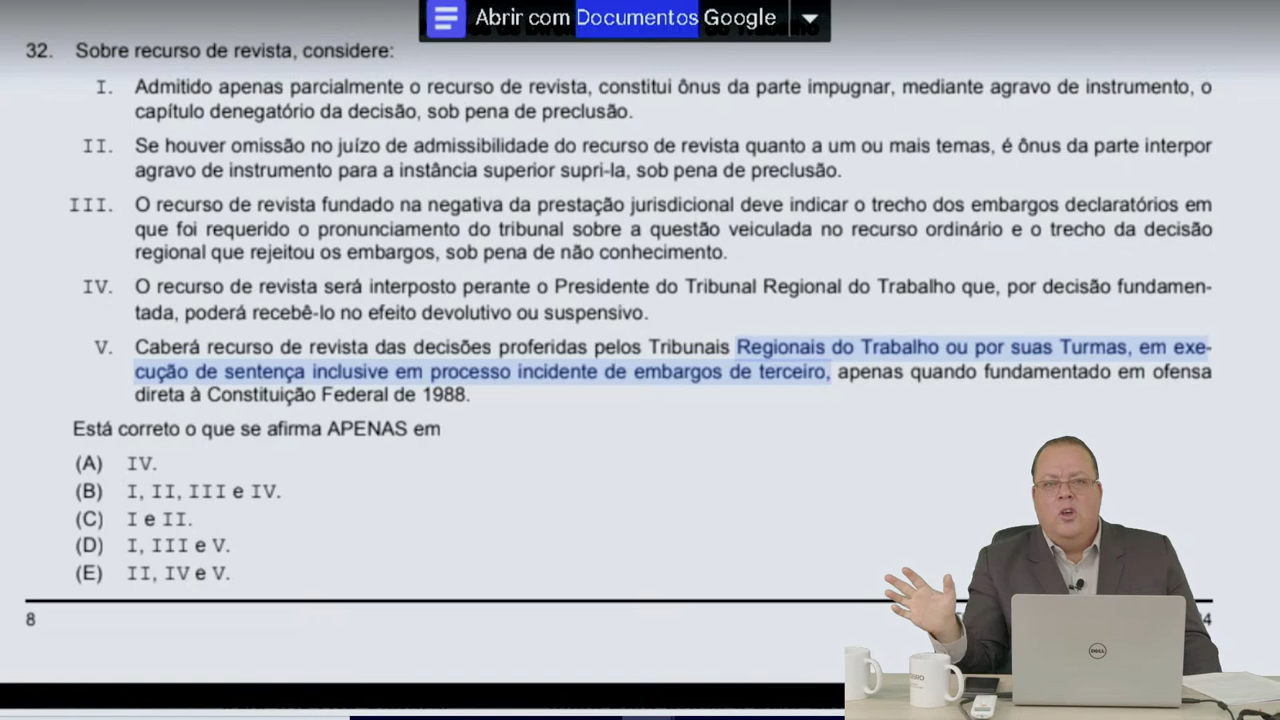 Abrir com Documentos Google
32. Sobre recurso de revista, considere:
I. Admitido apenas parcialmente o recurso de revista, constitui ônus da parte impugnar, mediante agravo de instrumento, o
capítulo denegatório da decisão, sob pena de preclusão.
II. Se houver omissão no juízo de admissibilidade do recurso de revista quanto a um ou mais temas, é ônus da parte interpor
agravo de instrumento para a instância superior supri-la, sob pena de preclusão.
III. O recurso de revista fundado na negativa da prestação jurisdicional deve indicar o trecho dos embargos declaratórios em
que foi requerido o pronunciamento do tribunal sobre a questão veiculada no recurso ordinário e o trecho da decisão
regional que rejeitou os embargos, sob pena de não conhecimento.
IV. O recurso de revista será interposto perante o Presidente do Tribunal Regional do Trabalho que, por decisão fundamen-
tada, poderá recebê-lo no efeito devolutivo ou suspensivo.
V. Caberá recurso de revista das decisões proferidas pelos Tribunais Regionais do Trabalho ou por suas Turmas, em exe-
cução de sentença inclusive em processo incidente de embargos de terceiro, apenas quando fundamentado em ofensa
direta à Constituição Federal de 1988.
Está correto o que se afirma APENAS em
(A) IV.
(B) I, II, III e IV.
(C) I e II.
(D) I, III e V.
(E) II, IV e V.
8
DELL